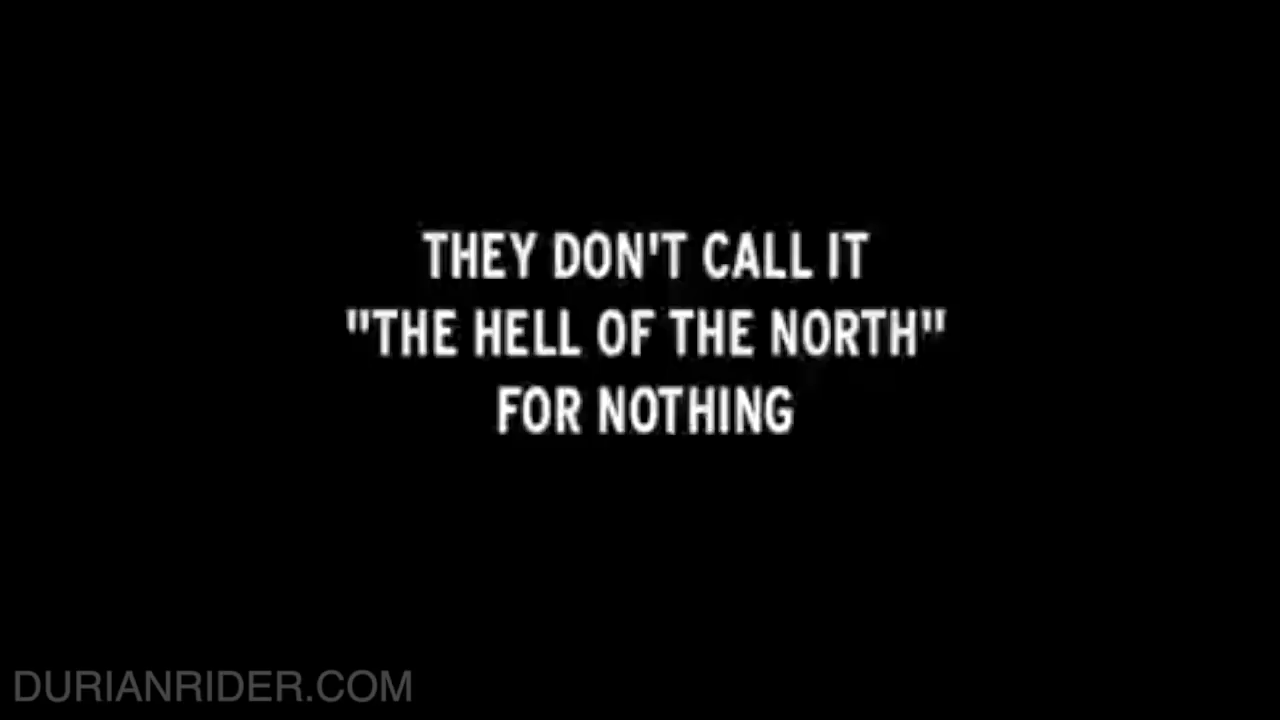 THEY DON'T CALL IT
"THE HELL OF THE NORTH"
FOR NOTHING
DURIANRIDER.COM